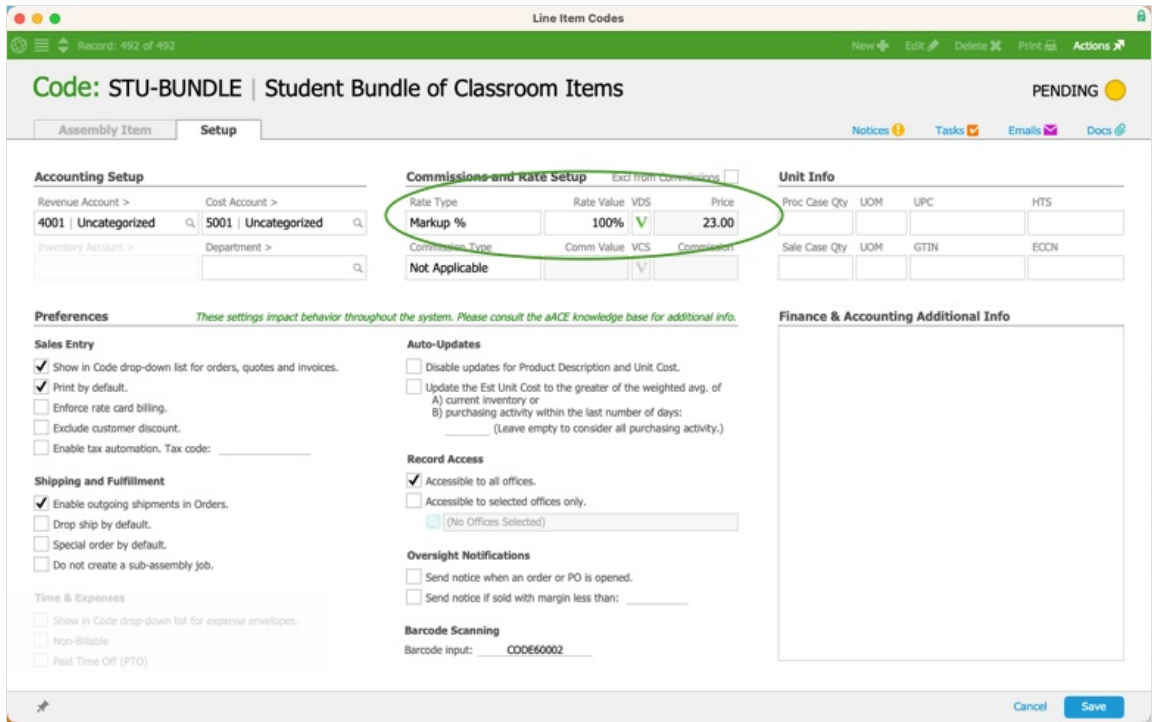 Line Item Codes
Record: 492 of 492
New Edit Delete Print Actions
Code: STU-BUNDLE | Student Bundle of Classroom Items
PENDING
Assembly Item Setup
Notices Tasks Emails Docs
Accounting Setup
Revenue Account > Cost Account >
4001 | Uncategorized 5001 | Uncategorized
Inventory Account > Department >
Commissions and Rate Setup Excl from Commissions
Rate Type Rate Value VDS Price
Markup % 100% V 23.00
Commission Type Comm Value VCS Commission
Not Applicable V
Unit Info
Proc Case Qty UOM UPC HTS
Sale Case Qty UOM GTIN ECCN
Preferences These settings impact behavior throughout the system. Please consult the aACE knowledge base for additional info.
Sales Entry
Show in Code drop-down list for orders, quotes and invoices.
Print by default.
Enforce rate card billing.
Exclude customer discount.
Enable tax automation. Tax code:
Shipping and Fulfillment
Enable outgoing shipments in Orders.
Drop ship by default.
Special order by default.
Do not create a sub-assembly job.
Time & Expenses
Show in Code drop-down list for expense envelopes.
Non-Billable
Paid Time Off (PTO)
Auto-Updates
Disable updates for Product Description and Unit Cost.
Update the Est Unit Cost to the greater of the weighted avg. of
A) current inventory or
B) purchasing activity within the last number of days:
(Leave empty to consider all purchasing activity.)
Record Access
Accessible to all offices.
Accessible to selected offices only.
(No Offices Selected)
Oversight Notifications
Send notice when an order or PO is opened.
Send notice if sold with margin less than:
Barcode Scanning
Barcode input: CODE60002
Finance & Accounting Additional Info
Cancel Save